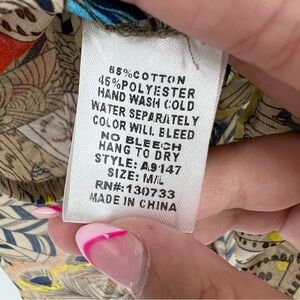 55%COTTON
45%POLYESTER
HAND WASH COLD
WATER SEPARATELY
COLOR WILL BLEED
NO BLEECH
HANG TO DRY
STYLE: A9147
SIZE: M/L
RN#: 130733
MADE IN CHINA